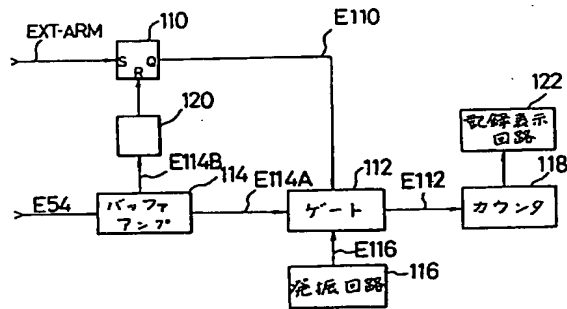 110
E110
EXT-ARM
S
R
Q
120
122
記録表示
回路
E114B
114
E114A
112
E112
118
E54
バッファ
アンプ
ゲート
カウンタ
E116
116
発振回路